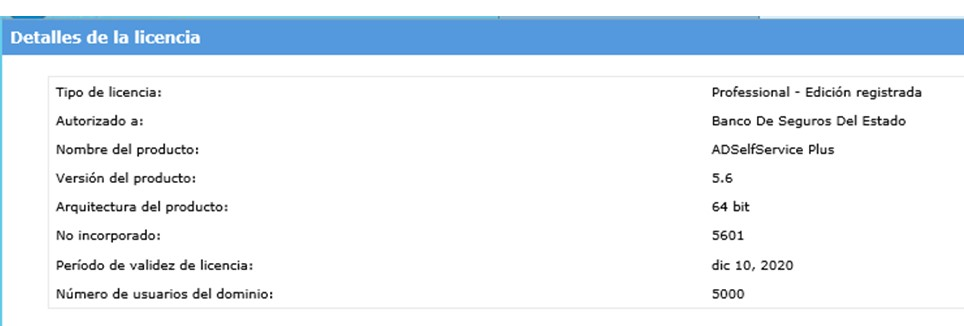 Detalles de la licencia
Tipo de licencia: Professional - Edición registrada
Autorizado a: Banco De Seguros Del Estado
Nombre del producto: ADSelfService Plus
Versión del producto: 5.6
Arquitectura del producto: 64 bit
No incorporado: 5601
Período de validez de licencia: dic 10, 2020
Número de usuarios del dominio: 5000